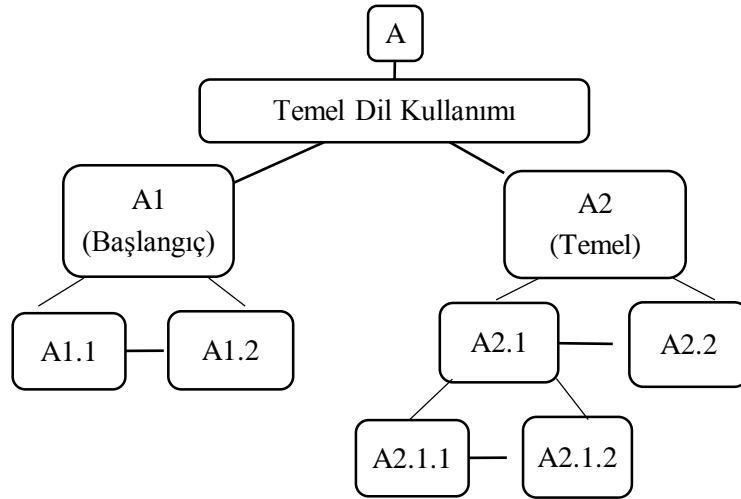 A
Temel Dil Kullanımı
A1
(Başlangıç)
A2
(Temel)
A1.1
A1.2
A2.1
A2.2
A2.1.1
A2.1.2